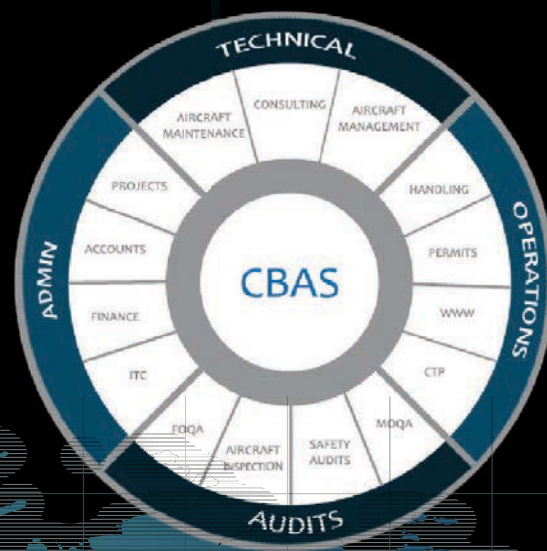 TECHNICAL
AIRCRAFT
MAINTENANCE
CONSULTING
AIRCRAFT
MANAGEMENT
OPERATIONS
HANDLING
PERMITS
WWW
CTP
AUDITS
MOQA
SAFETY
AUDITS
AIRCRAFT
INSPECTION
FOQA
ADMIN
ITC
FINANCE
ACCOUNTS
PROJECTS
CBAS